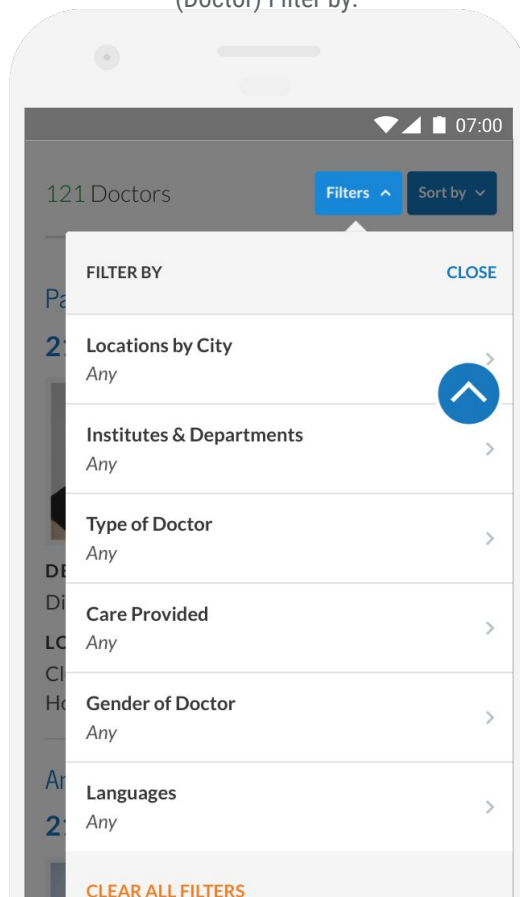 (Doctor) Filter by:
07:00
121 Doctors
Filters
Sort by
FILTER BY
CLOSE
Locations by City
Any
Institutes & Departments
Any
Type of Doctor
Any
Care Provided
Any
Gender of Doctor
Any
Languages
Any
CLEAR ALL FILTERS